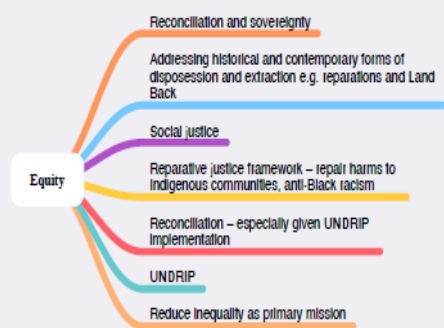 Reconciliation and sovereignty
Addressing historical and contemporary forms of
disposession and extraction e.g. reparations and Land
Back
Social justice
Equity
Reparative justice framework – repair harms to
Indigenous communities, anti-Black racism
Reconciliation – especially given UNDRIP
implementation
UNDRIP
Reduce inequality as primary mission